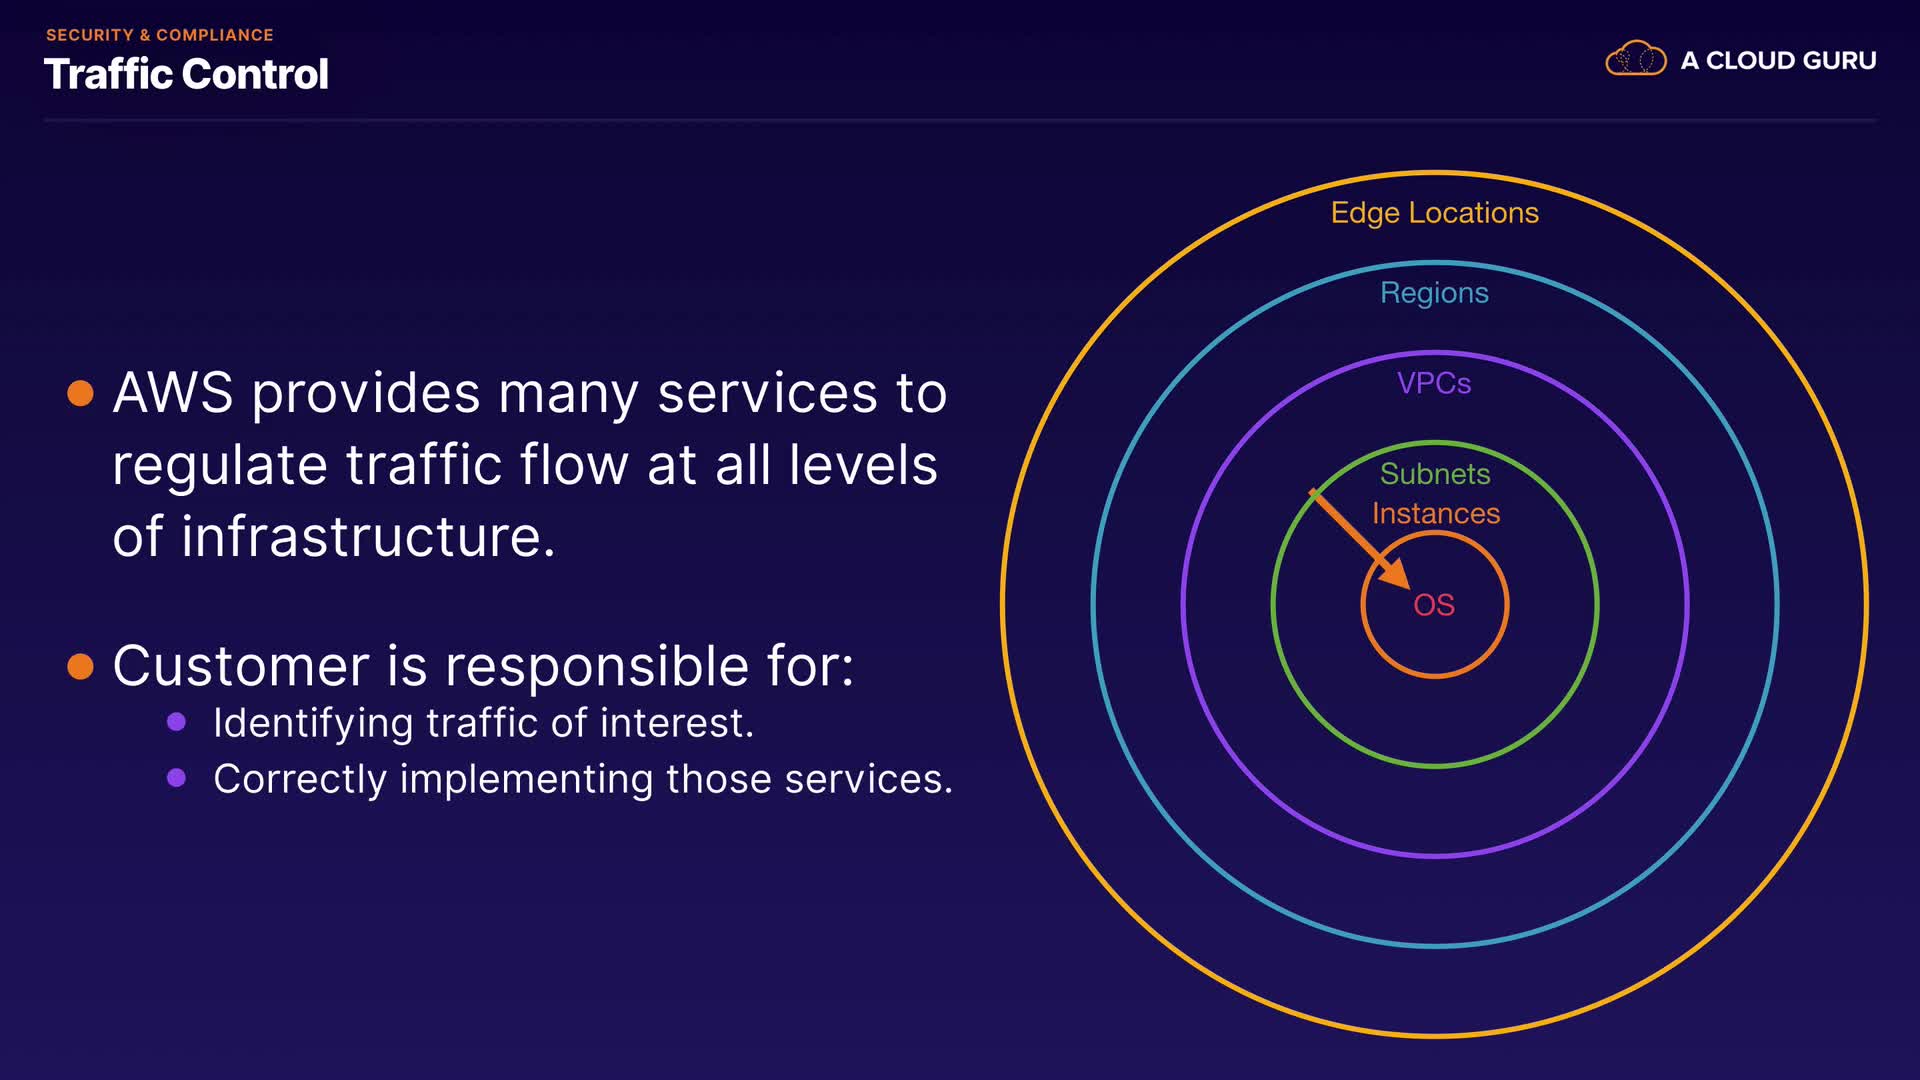 SECURITY & COMPLIANCE
Traffic Control
A CLOUD GURU
AWS provides many services to
regulate traffic flow at all levels
of infrastructure.
Customer is responsible for:
Identifying traffic of interest.
Correctly implementing those services.
Edge Locations
Regions
VPCs
Subnets
Instances
OS